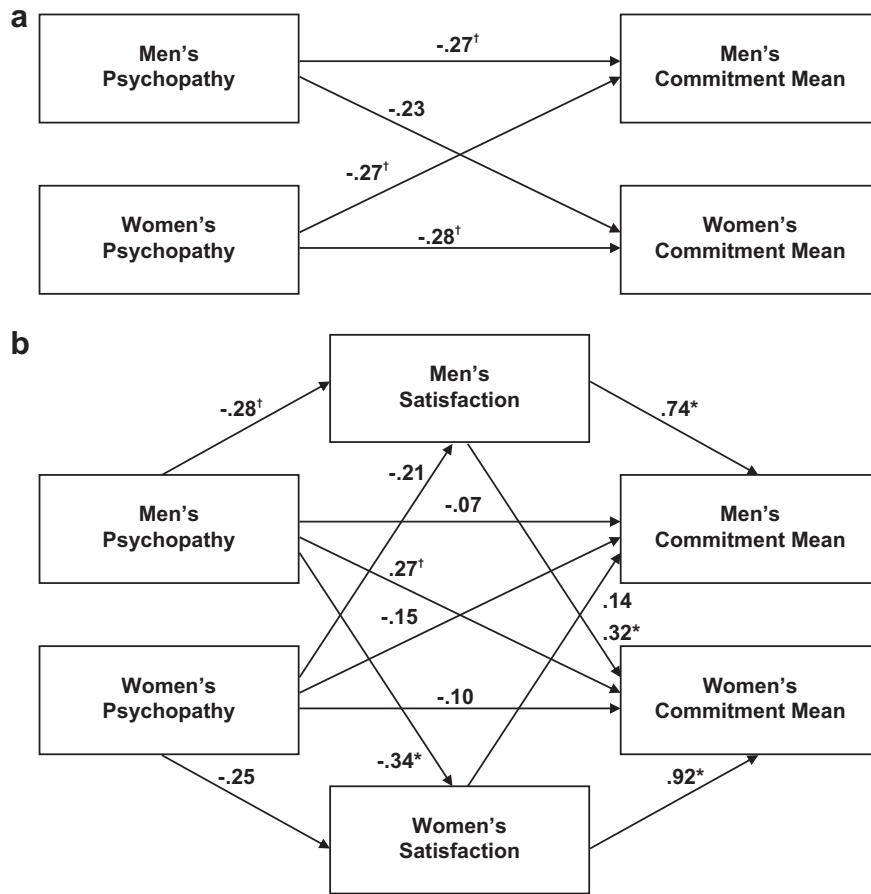 a
Men's
Psychopathy
-.27†
Men's
Commitment Mean
-.23
-.27†
Women's
Psychopathy
-.28†
Women's
Commitment Mean
b
Men's
Satisfaction
-.28†
.74*
-.21
Men's
Psychopathy
-.07
Men's
Commitment Mean
.27†
.14
-.15
.32*
Women's
Psychopathy
-.10
Women's
Commitment Mean
-.34*
-.25
.92*
Women's
Satisfaction